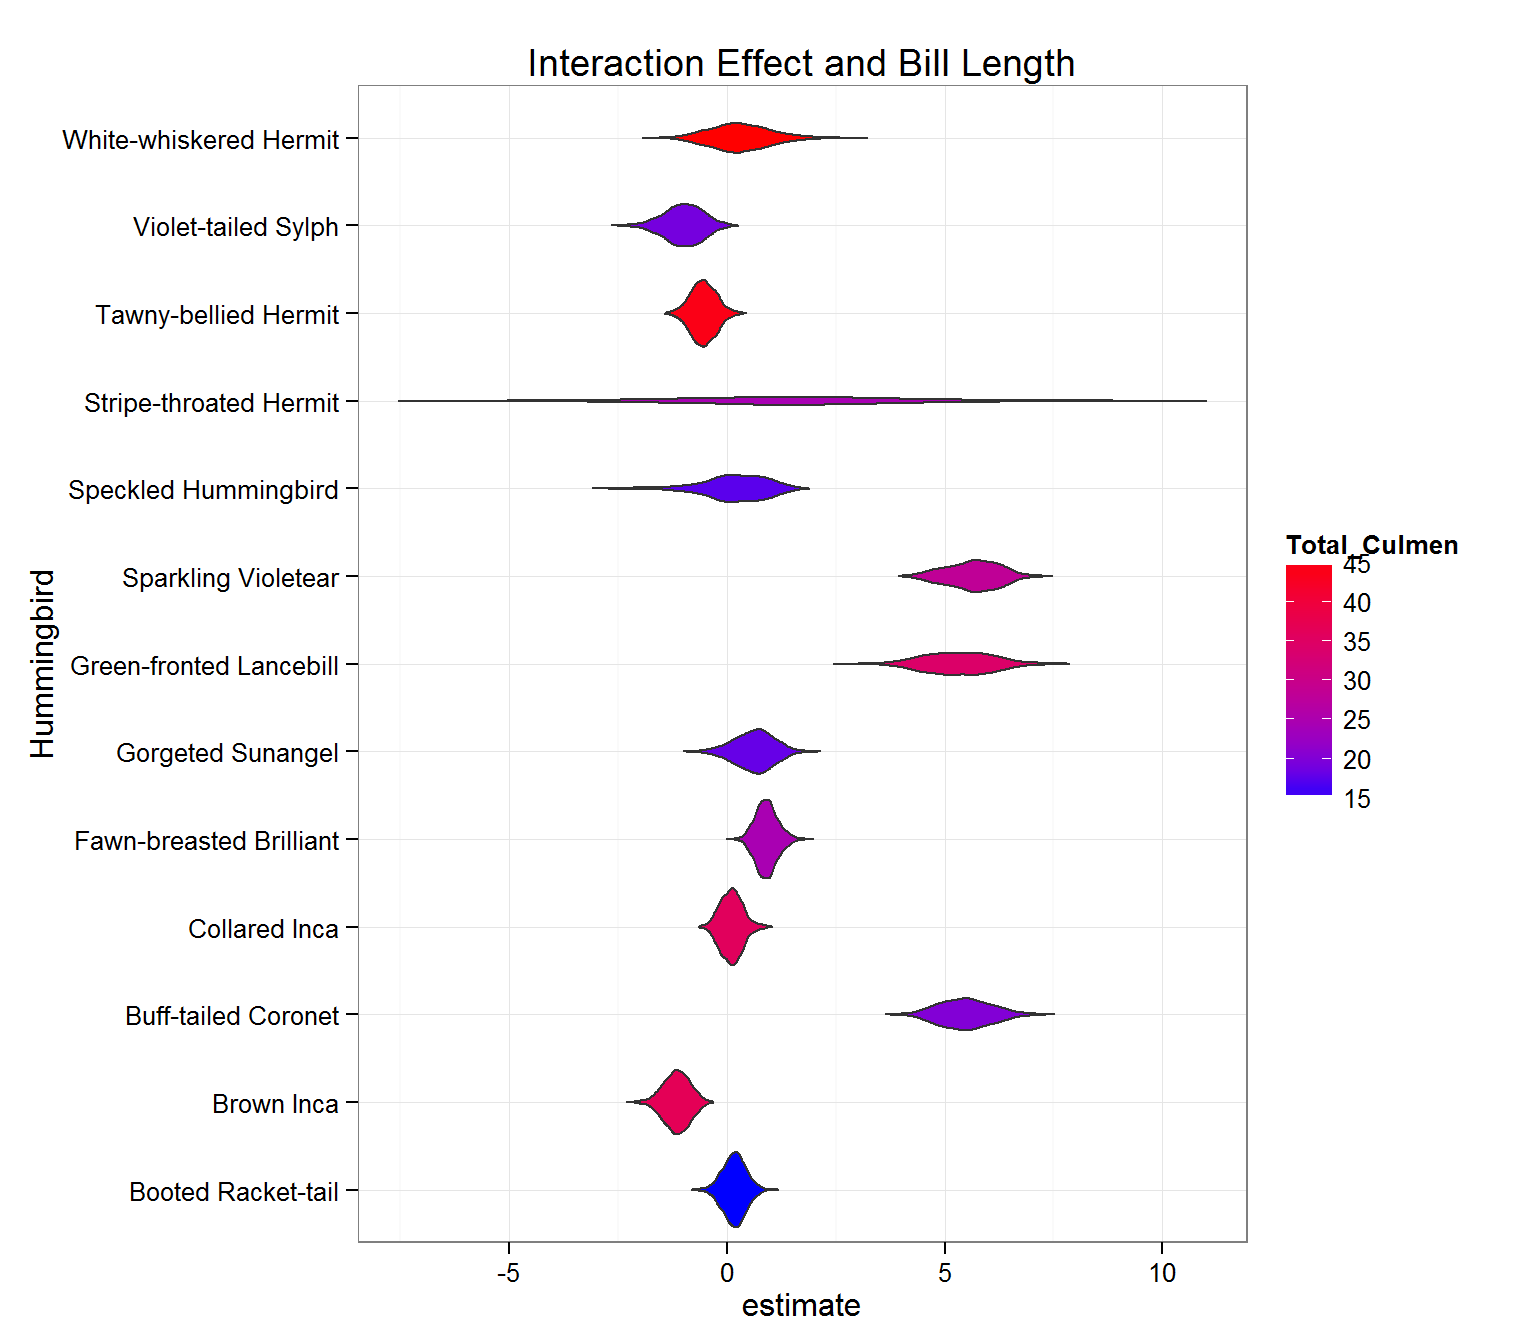 Interaction Effect and Bill Length
Hummingbird
White-whiskered Hermit
Violet-tailed Sylph
Tawny-bellied Hermit
Stripe-throated Hermit
Speckled Hummingbird
Sparkling Violetear
Green-fronted Lancebill
Gorgeted Sunangel
Fawn-breasted Brilliant
Collared Inca
Buff-tailed Coronet
Brown Inca
Booted Racket-tail
-5 0 5 10
estimate
Total_Culmen
45
40
35
30
25
20
15